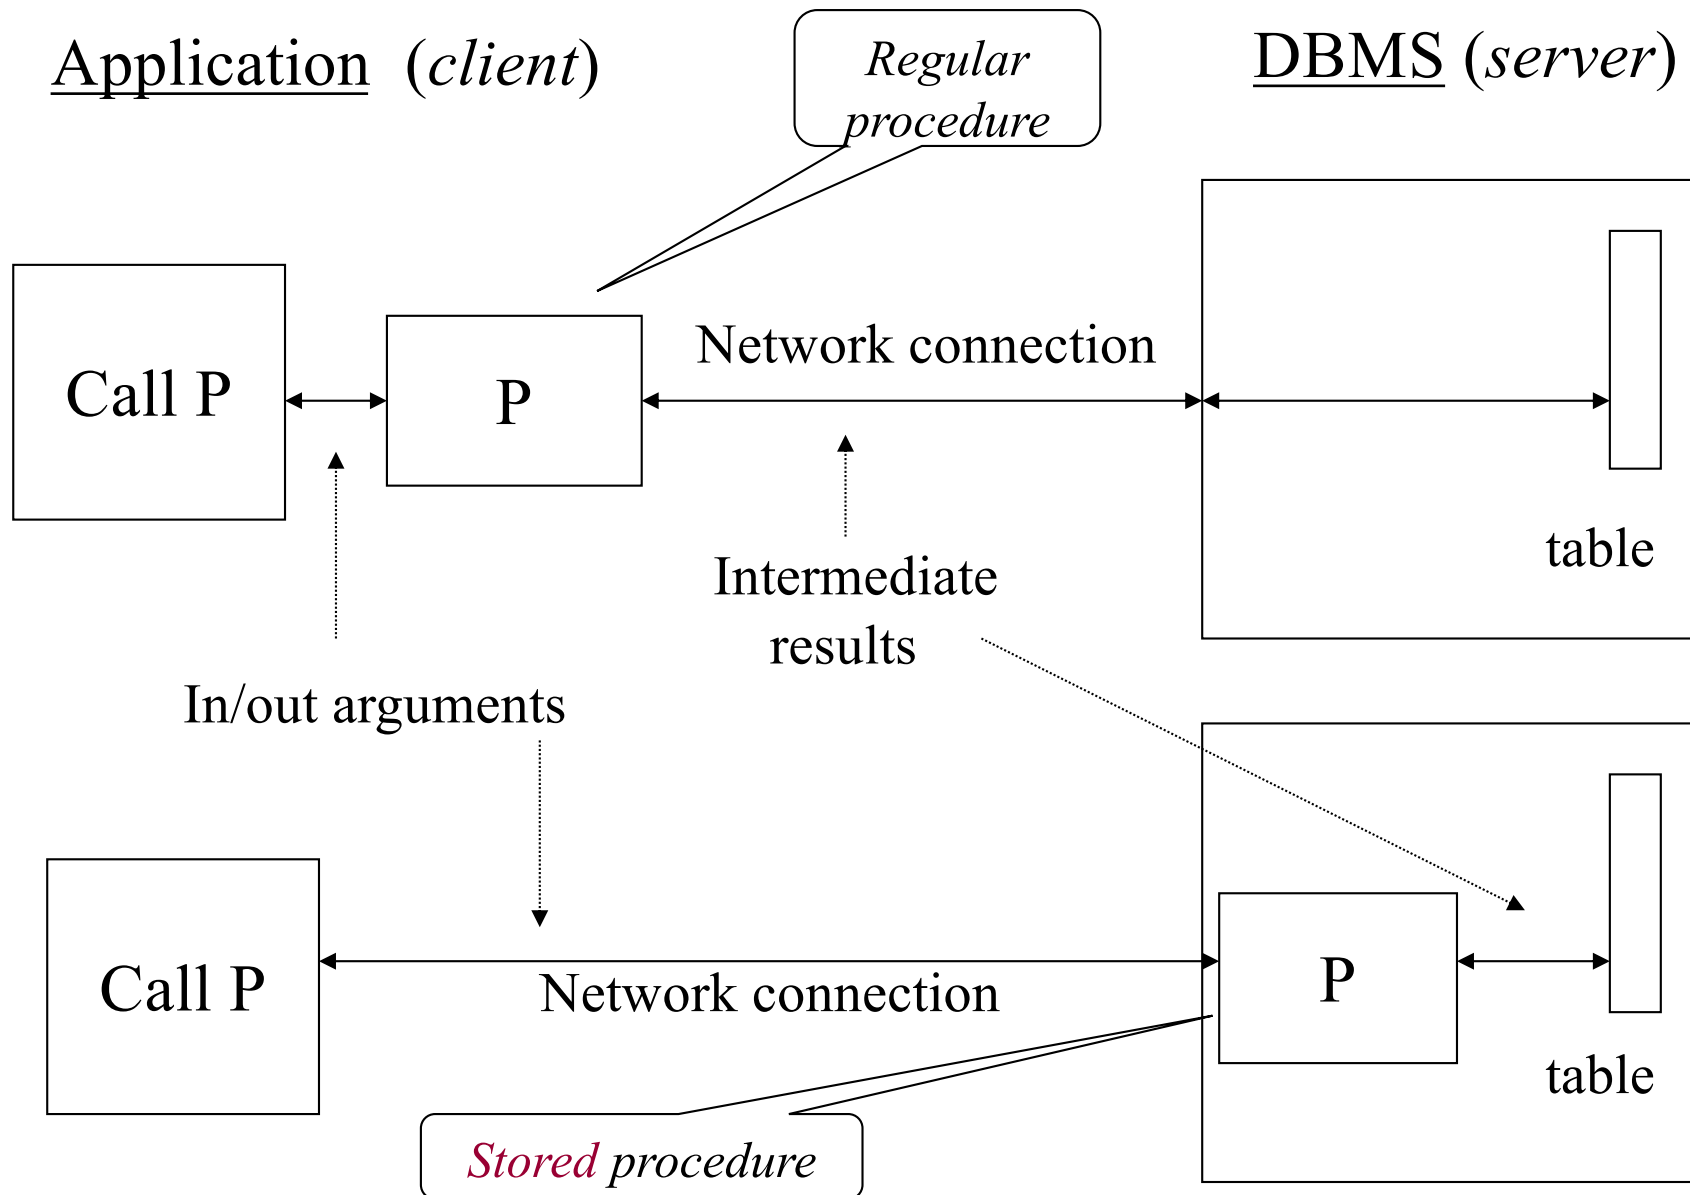 Application (client)
Regular
procedure
DBMS (server)
Network connection
Call P
P
table
Intermediate
results
In/out arguments
Call P
Network connection
P
table
Stored procedure